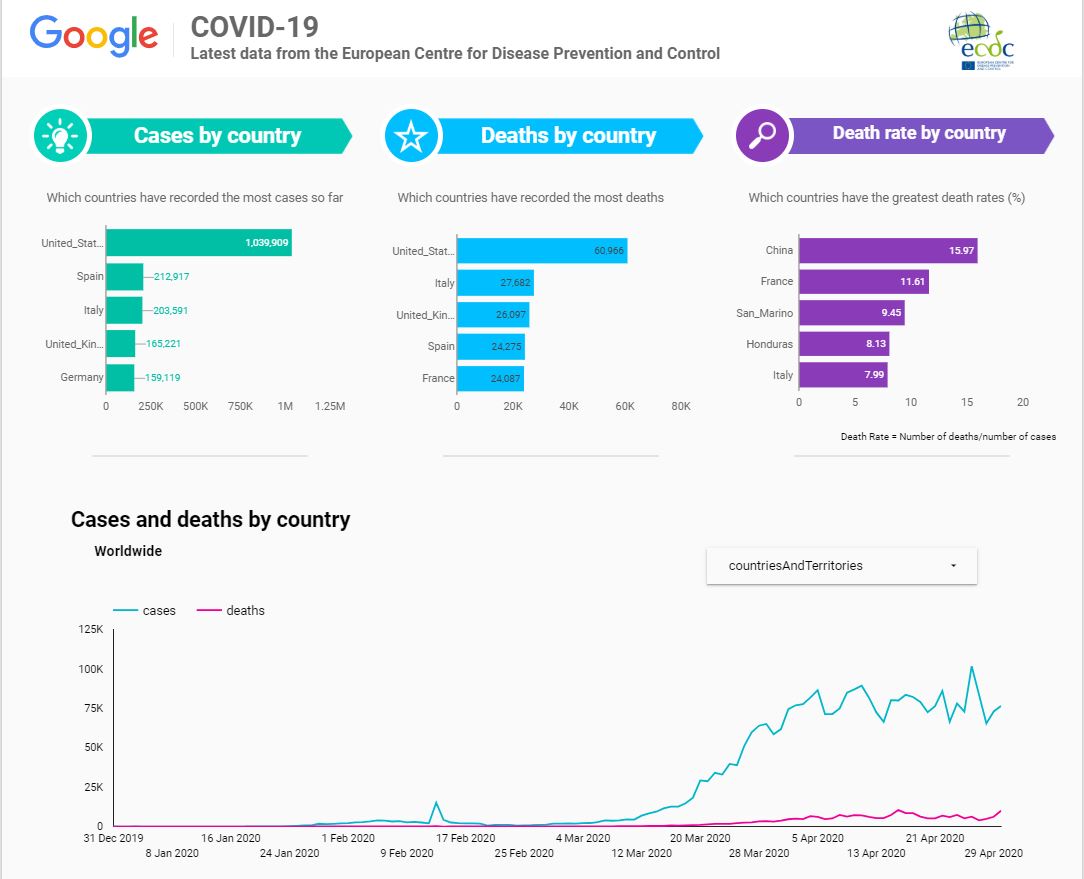 Google
COVID-19
Latest data from the European Centre for Disease Prevention and Control
ecdc
EUROPEAN CENTRE FOR
DISEASE PREVENTION
AND CONTROL
Cases by country
Deaths by country
Death rate by country
Which countries have recorded the most cases so far
Which countries have recorded the most deaths
Which countries have the greatest death rates (%)
United_Stat... 1,039,909
Spain 212,917
Italy 203,591
United_Kin... 165,221
Germany 159,119
0 250K 500K 750K 1M 1.25M
United_Stat... 60,966
Italy 27,682
United_Kin... 26,097
Spain 24,275
France 24,087
0 20K 40K 60K 80K
China 15.97
France 11.61
San_Marino 9.45
Honduras 8.13
Italy 7.99
0 5 10 15 20
Death Rate = Number of deaths/number of cases
Cases and deaths by country
Worldwide
countriesAndTerritories
cases deaths
125K
100K
75K
50K
25K
0
31 Dec 2019 16 Jan 2020 1 Feb 2020 17 Feb 2020 4 Mar 2020 20 Mar 2020 5 Apr 2020 21 Apr 2020
8 Jan 2020 24 Jan 2020 9 Feb 2020 25 Feb 2020 12 Mar 2020 28 Mar 2020 13 Apr 2020 29 Apr 2020